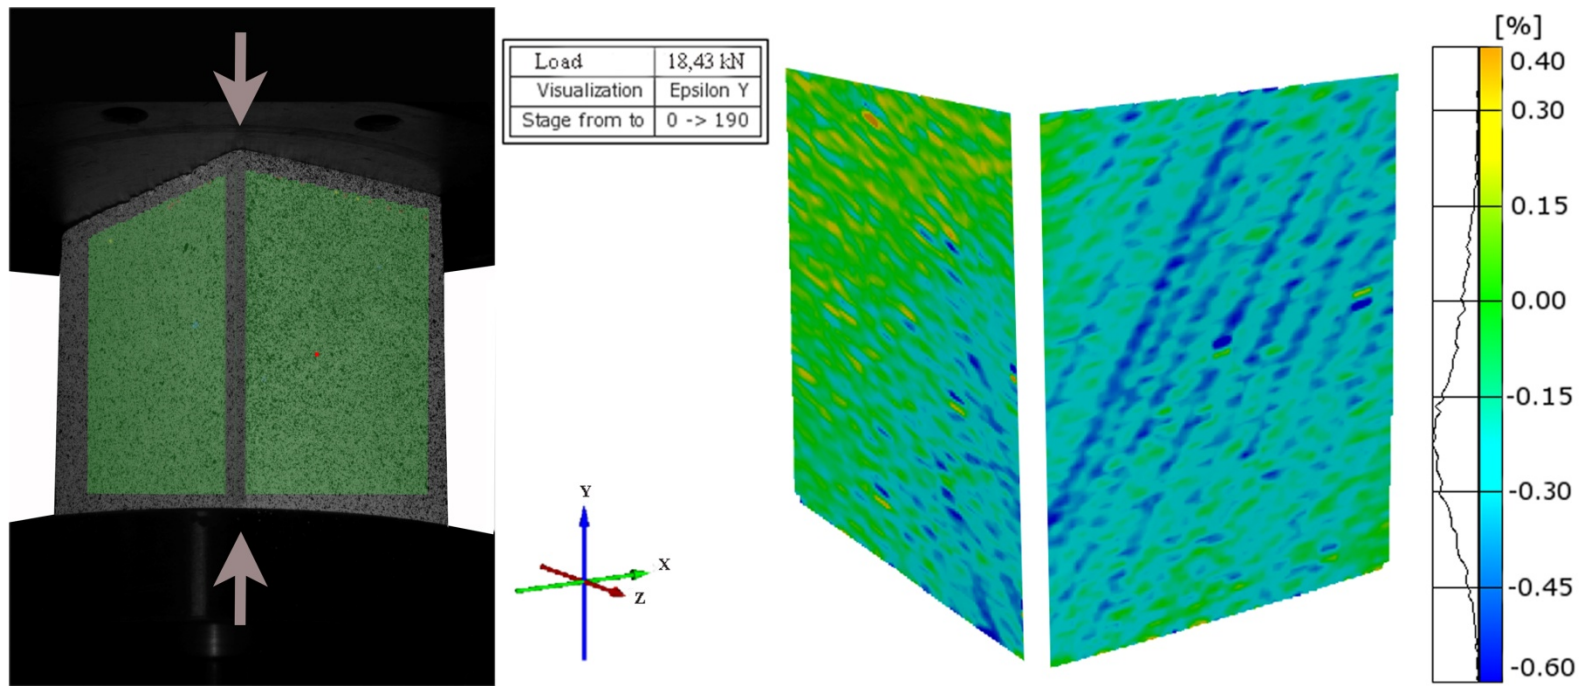 Load 18,43 kN
Visualization Epsilon Y
Stage from to 0 -> 190
Y
X
Z
[%]
0.40
0.30
0.15
0.00
-0.15
-0.30
-0.45
-0.60